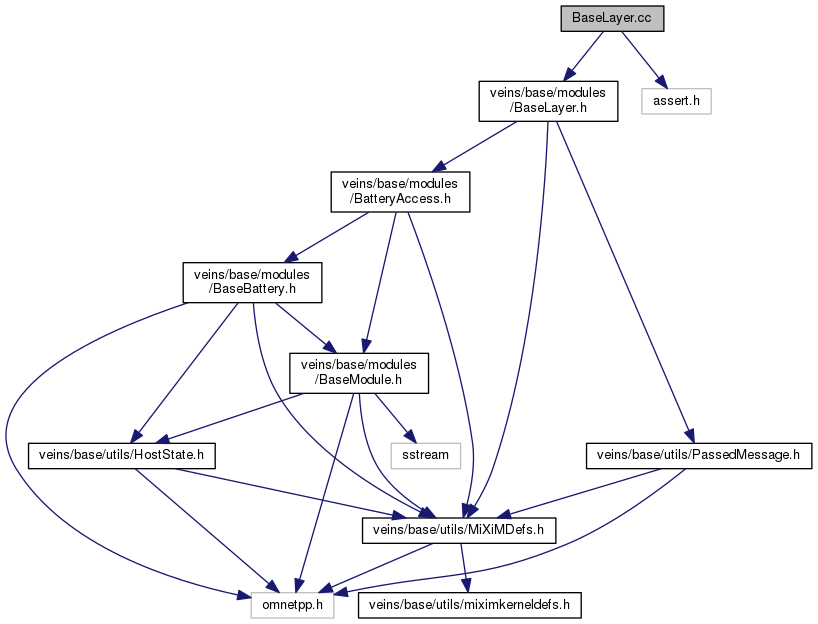 BaseLayer.cc
veins/base/modules
/BaseLayer.h
assert.h
veins/base/modules
/BatteryAccess.h
veins/base/modules
/BaseBattery.h
veins/base/modules
/BaseModule.h
veins/base/utils/HostState.h
sstream
veins/base/utils/PassedMessage.h
veins/base/utils/MiXiMDefs.h
omnetpp.h
veins/base/utils/miximkerneldefs.h